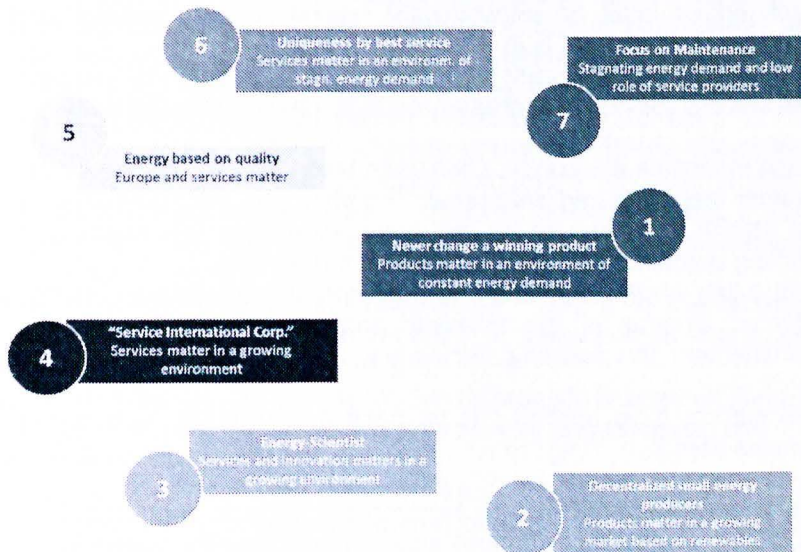 6
Uniqueness by best service
Services matter in an environm. of
stagn. energy demand
Focus on Maintenance
Stagnating energy demand and low
role of service providers
7
5
Energy based on quality
Europe and services matter
1
Never change a winning product
Products matter in an environment of
constant energy demand
4
"Service International Corp."
Services matter in a growing
environment
3
Energy Scientist
Services and innovation matters in a
growing environment
2
Decentralized small energy
producers
Products matter in a growing
market based on renewables